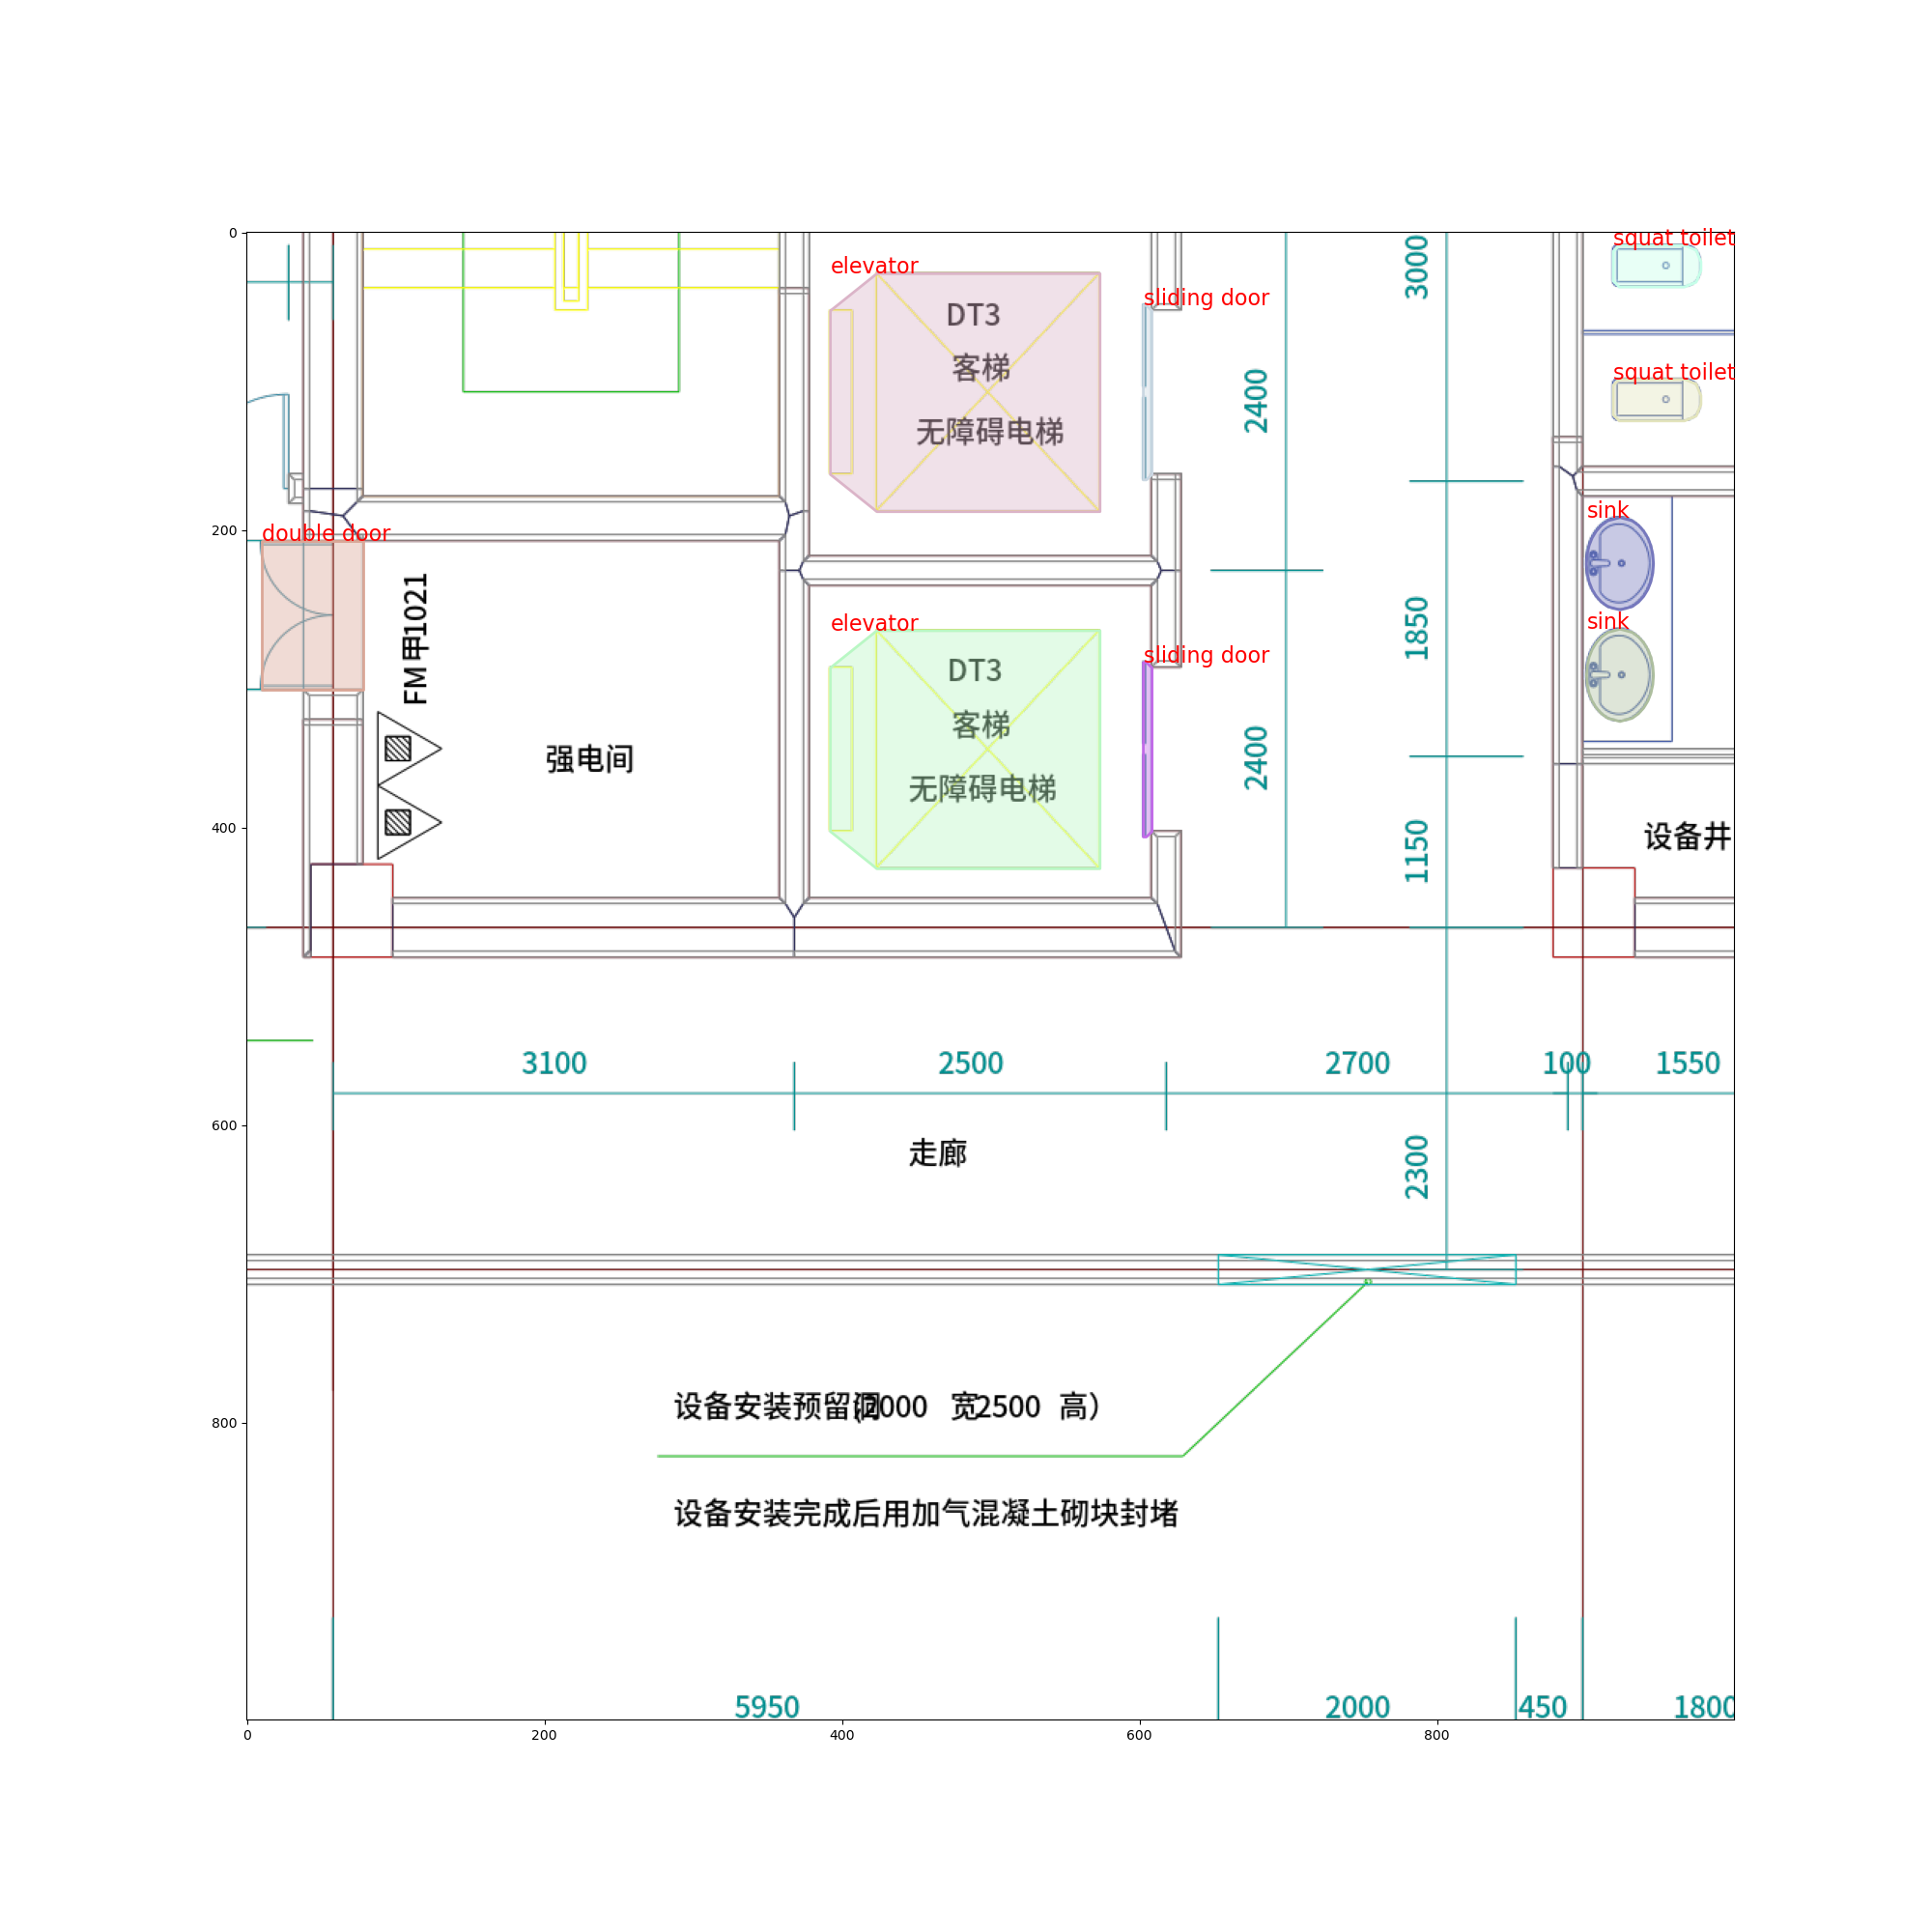 0
200
400
600
800
0
200
400
600
800
squat toilet
squat toilet
elevator
sliding door
DT3
客梯
无障碍电梯
3000
2400
sink
sink
double door
FM甲1021
强电间
elevator
sliding door
DT3
客梯
无障碍电梯
1850
2400
1150
设备井
3100
2500
2700
100
1550
走廊
2300
设备安装预留洞(2000 宽2500 高）
设备安装完成后用加气混凝土砌块封堵
5950
2000
450
1800